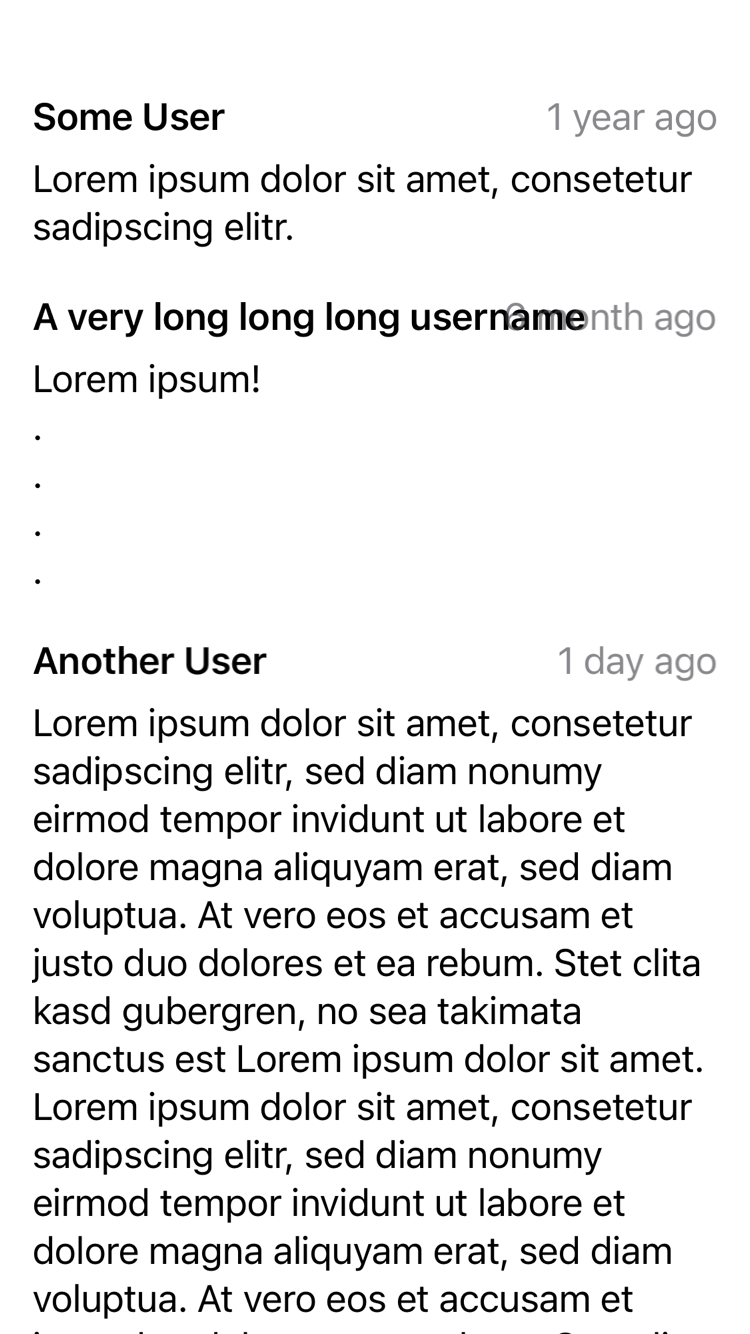 Some User 1 year ago
Lorem ipsum dolor sit amet, consetetur
sadipscing elitr.
A very long long long username month ago
Lorem ipsum!
.
.
.
.
Another User 1 day ago
Lorem ipsum dolor sit amet, consetetur
sadipscing elitr, sed diam nonumy
eirmod tempor invidunt ut labore et
dolore magna aliquyam erat, sed diam
voluptua. At vero eos et accusam et
justo duo dolores et ea rebum. Stet clita
kasd gubergren, no sea takimata
sanctus est Lorem ipsum dolor sit amet.
Lorem ipsum dolor sit amet, consetetur
sadipscing elitr, sed diam nonumy
eirmod tempor invidunt ut labore et
dolore magna aliquyam erat, sed diam
voluptua. At vero eos et accusam et